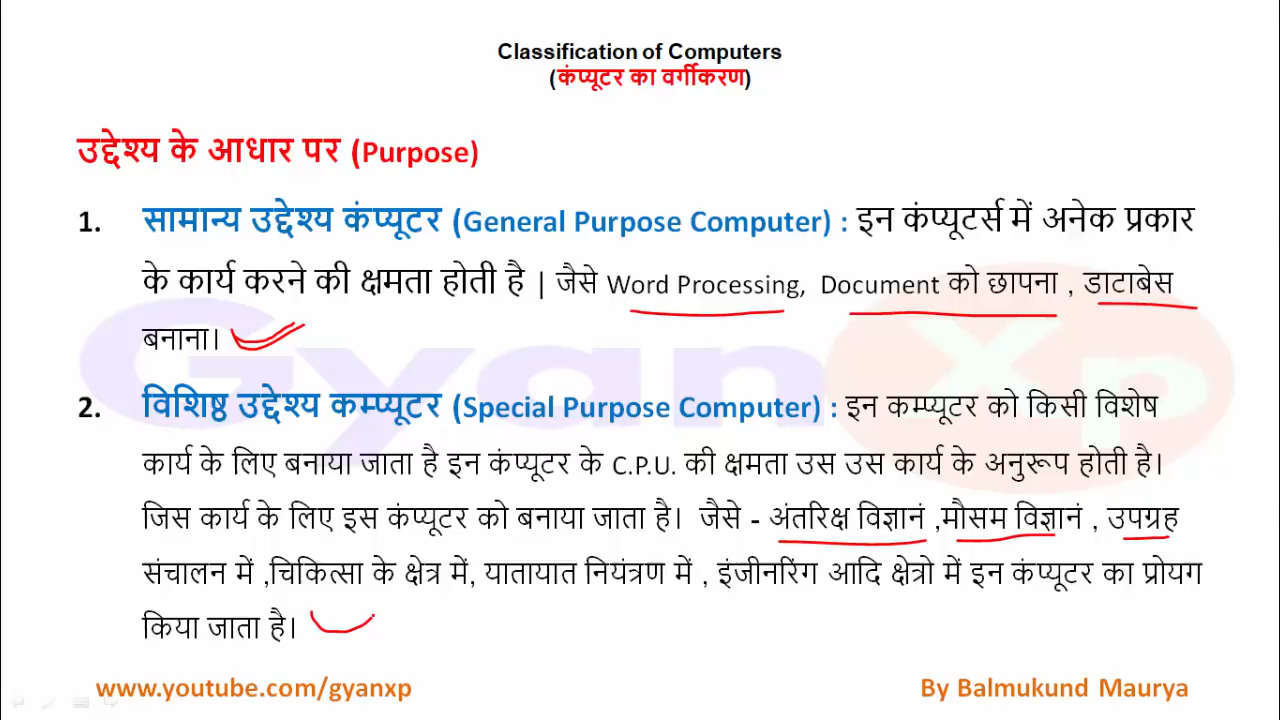 Classification of Computers
(कंप्यूटर का वर्गीकरण)
उद्देश्य के आधार पर (Purpose)
1. सामान्य उद्देश्य कंप्यूटर (General Purpose Computer) : इन कंप्यूटर्स में अनेक प्रकार
के कार्य करने की क्षमता होती है | जैसे Word Processing, Document को छापना , डाटाबेस
बनाना।
2. विशिष्ठ उद्देश्य कम्प्यूटर (Special Purpose Computer) : इन कम्प्यूटर को किसी विशेष
कार्य के लिए बनाया जाता है इन कंप्यूटर के C.P.U. की क्षमता उस उस कार्य के अनुरूप होती है।
जिस कार्य के लिए इस कंप्यूटर को बनाया जाता है। जैसे - अंतरिक्ष विज्ञानं ,मौसम विज्ञानं , उपग्रह
संचालन में ,चिकित्सा के क्षेत्र में, यातायात नियंत्रण में , इंजीनरिंग आदि क्षेत्रो में इन कंप्यूटर का प्रोयग
किया जाता है।
GyanXp
www.youtube.com/gyanxp
By Balmukund Maurya